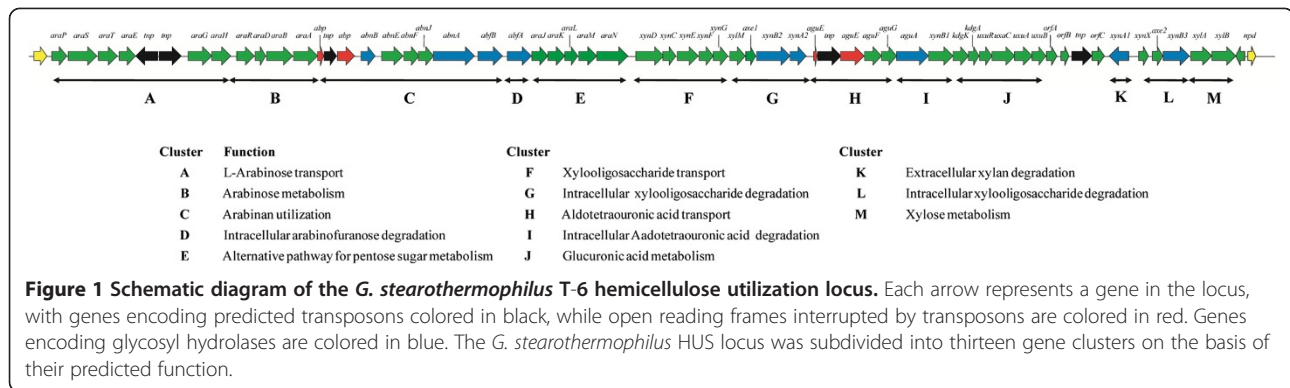 araP araS araT araE tnp tnp araG araH araR araD araB araA abp tnp abp abnB abnE abnF abnJ abnA abfB abfA araJ araK araL araM araN xynD xynC xynE xynF xynG xylM axe1 xynB2 xynA2 aguE tnp aguE aguF aguG aguA xynB1 kdgK kdgA uxuR uxaC uxuA uxuB orfA orfB tnp orfC xynA1 xynX axe2 xynB3 xylA xylB npd
A B C D E F G H I J K L M
Cluster Function
A L-Arabinose transport
B Arabinose metabolism
C Arabinan utilization
D Intracellular arabinofuranose degradation
E Alternative pathway for pentose sugar metabolism
Cluster
F Xylooligosaccharide transport
G Intracellular xylooligosaccharide degradation
H Aldotetraouronic acid transport
I Intracellular Aadotetraouronic acid degradation
J Glucuronic acid metabolism
Cluster
K Extracellular xylan degradation
L Intracellular xylooligosaccharide degradation
M Xylose metabolism
Figure 1 Schematic diagram of the G. stearothermophilus T-6 hemicellulose utilization locus. Each arrow represents a gene in the locus,
with genes encoding predicted transposons colored in black, while open reading frames interrupted by transposons are colored in red. Genes
encoding glycosyl hydrolases are colored in blue. The G. stearothermophilus HUS locus was subdivided into thirteen gene clusters on the basis of
their predicted function.